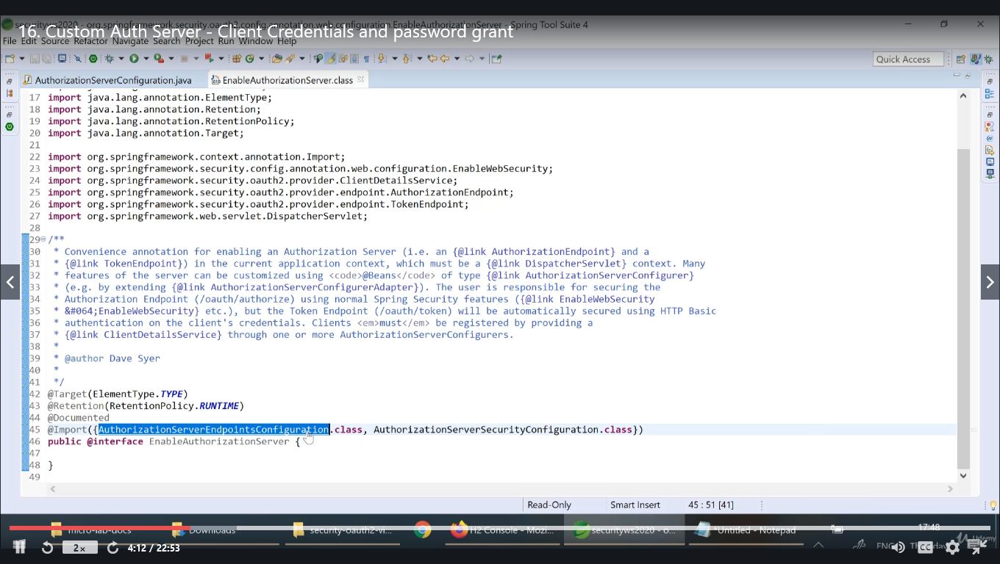 securityws2020 - org.springframework.security.oauth2.config.annotation.web.configuration.EnableAuthorizationServer - Spring Tool Suite 4
16. Custom Auth Server - Client Credentials and password grant
File Edit Source Refactor Navigate Search Project Run Window Help
Quick Access
AuthorizationServerConfiguration.java EnableAuthorizationServer.class
17 import java.lang.annotation.ElementType;
18 import java.lang.annotation.Retention;
19 import java.lang.annotation.RetentionPolicy;
20 import java.lang.annotation.Target;
21
22 import org.springframework.context.annotation.Import;
23 import org.springframework.security.config.annotation.web.configuration.EnableWebSecurity;
24 import org.springframework.security.oauth2.provider.ClientDetailsService;
25 import org.springframework.security.oauth2.provider.endpoint.AuthorizationEndpoint;
26 import org.springframework.security.oauth2.provider.endpoint.TokenEndpoint;
27 import org.springframework.web.servlet.DispatcherServlet;
28
29 /**
30 * Convenience annotation for enabling an Authorization Server (i.e. an {@link AuthorizationEndpoint} and a
31 * {@link TokenEndpoint}) in the current application context, which must be a {@link DispatcherServlet} context. Many
32 * features of the server can be customized using <code>@Beans</code> of type {@link AuthorizationServerConfigurer}
33 * (e.g. by extending {@link AuthorizationServerConfigurerAdapter}). The user is responsible for securing the
34 * Authorization Endpoint (/oauth/authorize) using normal Spring Security features ({@link EnableWebSecurity
35 * &#064;EnableWebSecurity} etc.), but the Token Endpoint (/oauth/token) will be automatically secured using HTTP Basic
36 * authentication on the client's credentials. Clients <em>must</em> be registered by providing a
37 * {@link ClientDetailsService} through one or more AuthorizationServerConfigurers.
38 *
39 * @author Dave Syer
40 *
41 */
42 @Target(ElementType.TYPE)
43 @Retention(RetentionPolicy.RUNTIME)
44 @Documented
45 @Import({AuthorizationServerEndpointsConfiguration.class, AuthorizationServerSecurityConfiguration.class})
46 public @interface EnableAuthorizationServer {
47
48 }
49
Read-Only Smart Insert 45 : 51 [41]
micro-lab-docs Downloads security-oauth2-vi... H2 Console - Mozi... securityws2020 - o... *Untitled - Notepad 17:48
2x 4:12 / 22:53 ENG Thursday CC Udemy